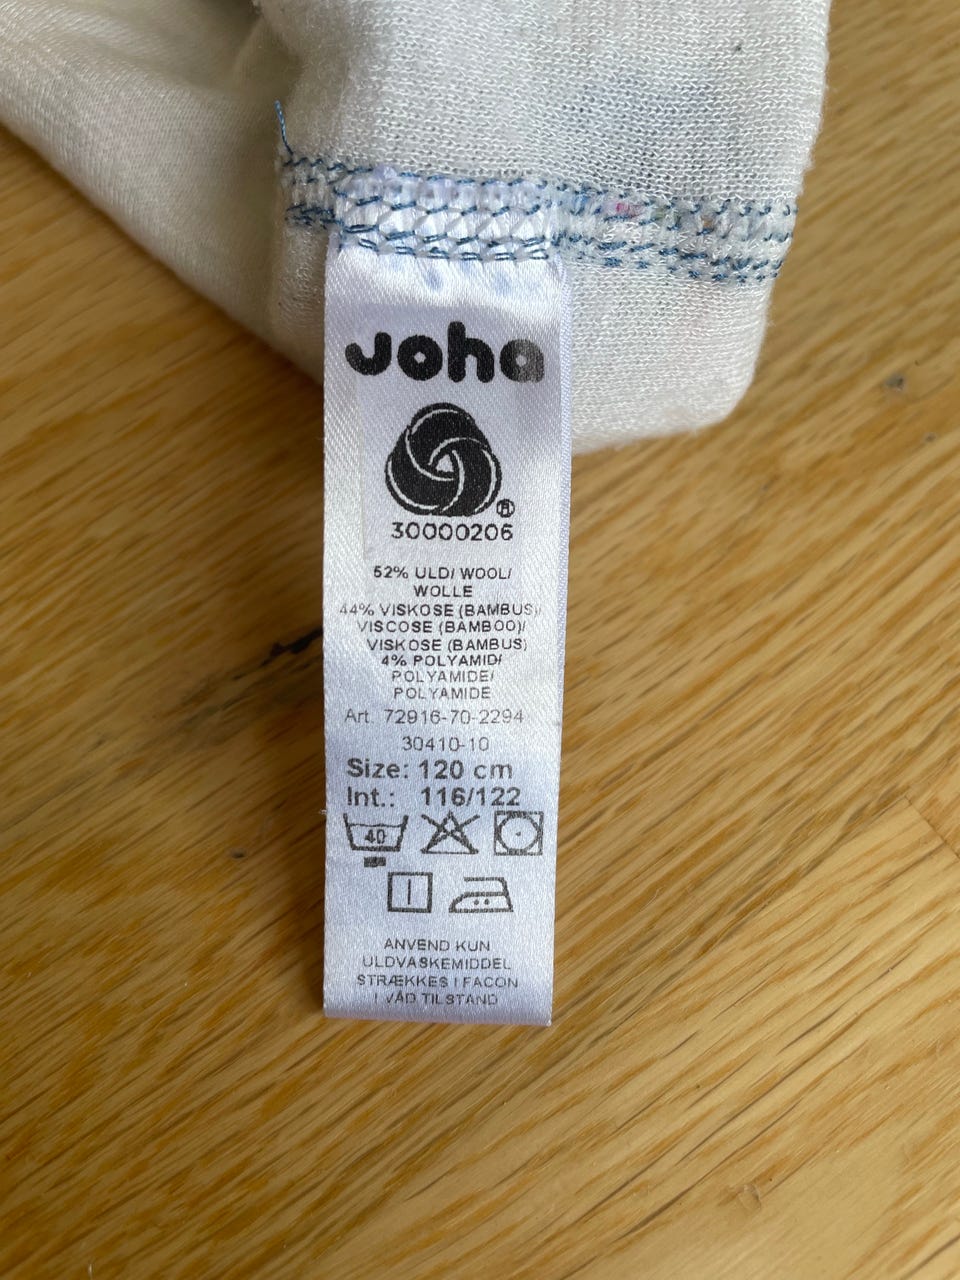 Joha
®
30000206
52% ULD/ WOOL/
WOLLE
44% VISKOSE (BAMBUS)/
VISCOSE (BAMBOO)/
VISKOSE (BAMBUS)
4% POLYAMID/
POLYAMIDE/
POLYAMIDE
Art. 72916-70-2294
30410-10
Size: 120 cm
Int.: 116/122
40
ANVEND KUN
ULDVASKEMIDDEL
STRÆKKES I FACON
I VÅD TILSTAND